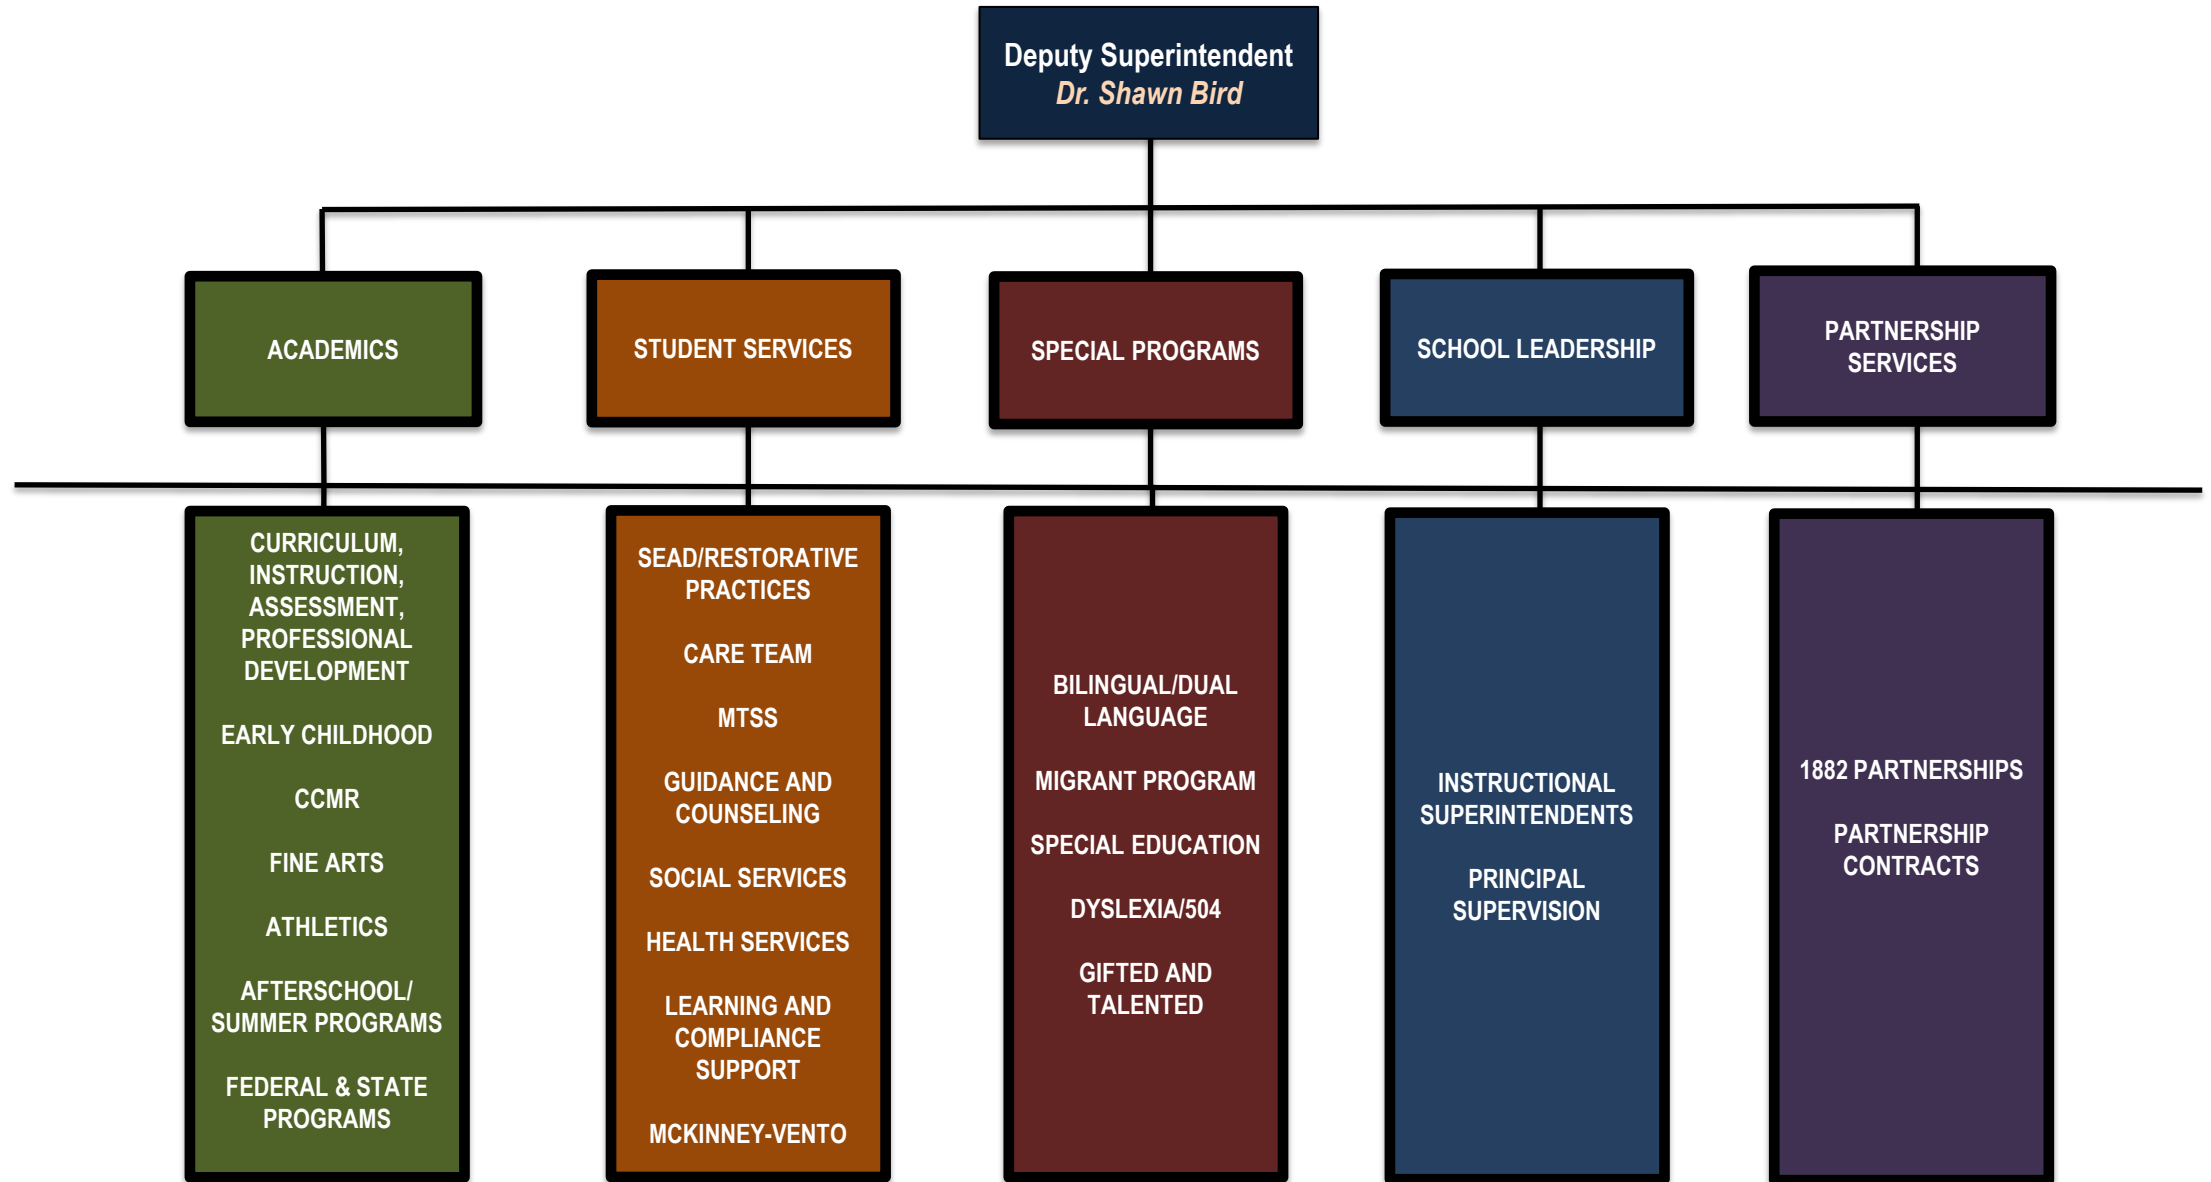 Deputy Superintendent
Dr. Shawn Bird
ACADEMICS
STUDENT SERVICES
SPECIAL PROGRAMS
SCHOOL LEADERSHIP
PARTNERSHIP
SERVICES
CURRICULUM,
INSTRUCTION,
ASSESSMENT,
PROFESSIONAL
DEVELOPMENT
EARLY CHILDHOOD
CCMR
FINE ARTS
ATHLETICS
AFTERSCHOOL/
SUMMER PROGRAMS
FEDERAL & STATE
PROGRAMS
SEAD/RESTORATIVE
PRACTICES
CARE TEAM
MTSS
GUIDANCE AND
COUNSELING
SOCIAL SERVICES
HEALTH SERVICES
LEARNING AND
COMPLIANCE
SUPPORT
MCKINNEY-VENTO
BILINGUAL/DUAL
LANGUAGE
MIGRANT PROGRAM
SPECIAL EDUCATION
DYSLEXIA/504
GIFTED AND
TALENTED
INSTRUCTIONAL
SUPERINTENDENTS
PRINCIPAL
SUPERVISION
1882 PARTNERSHIPS
PARTNERSHIP
CONTRACTS